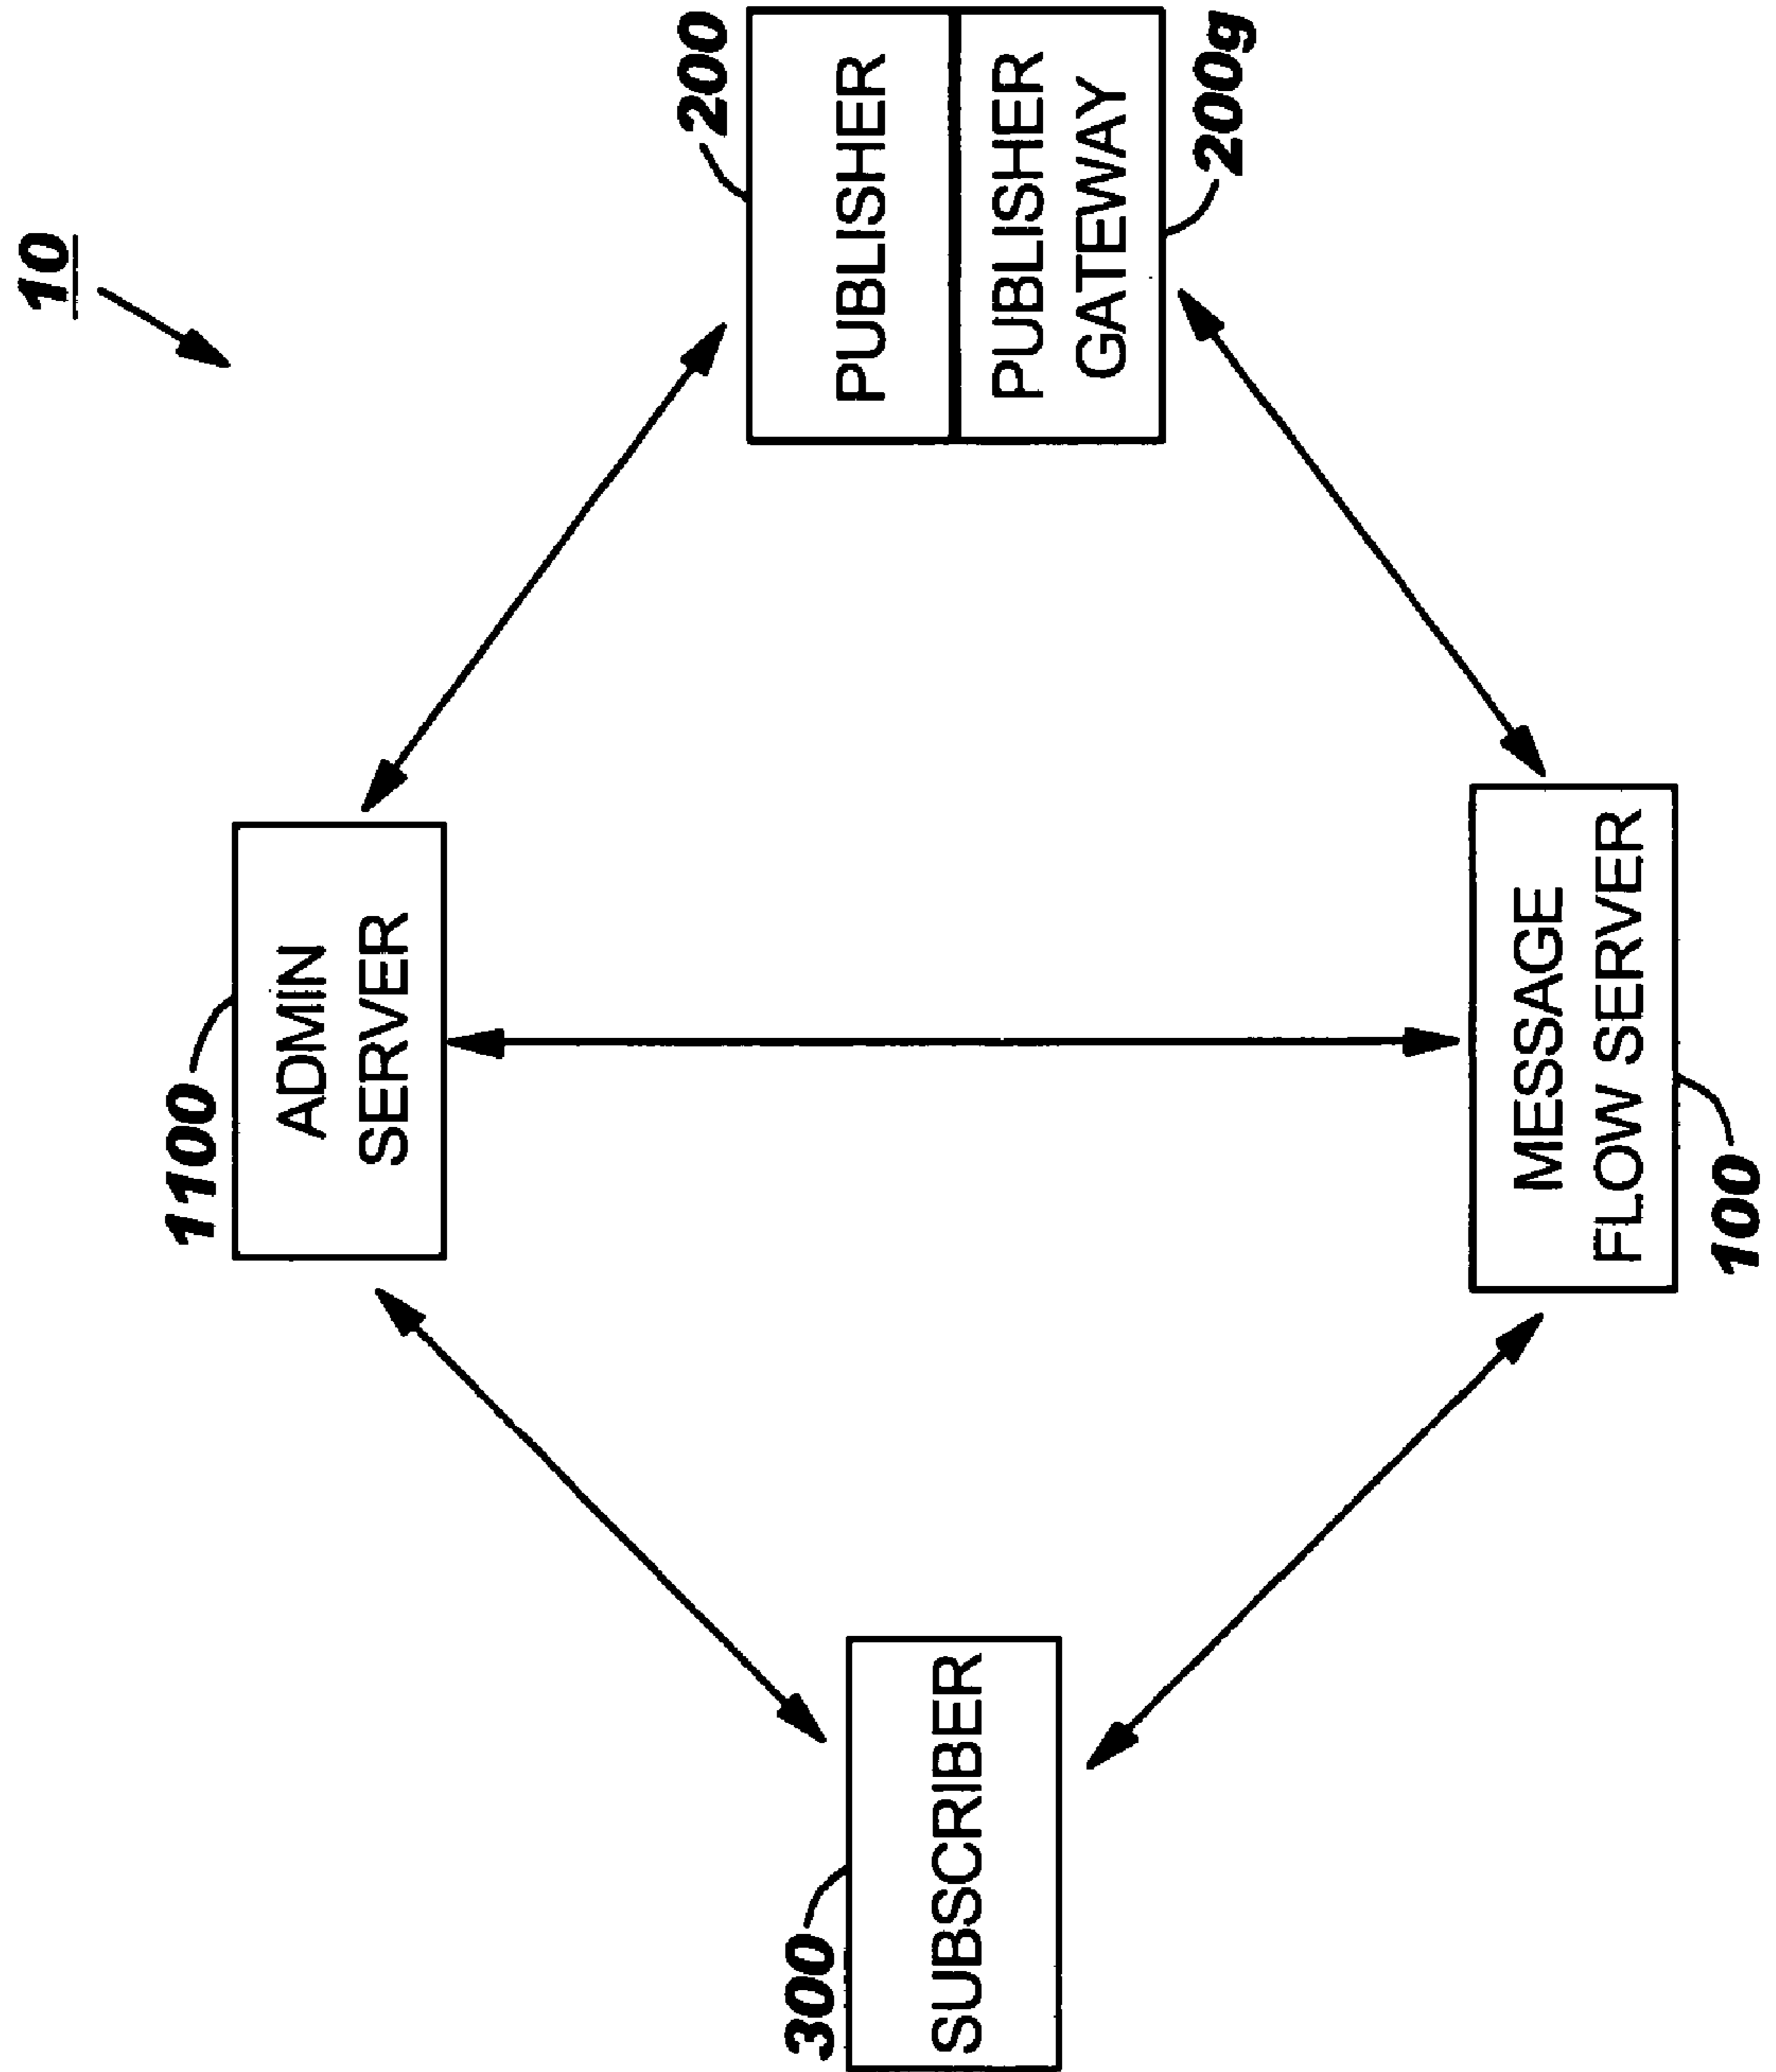 10
1100
ADMIN
SERVER
300
SUBSCRIBER
200
PUBLISHER
PUBLISHER
GATEWAY
200g
MESSAGE
FLOW SERVER
100